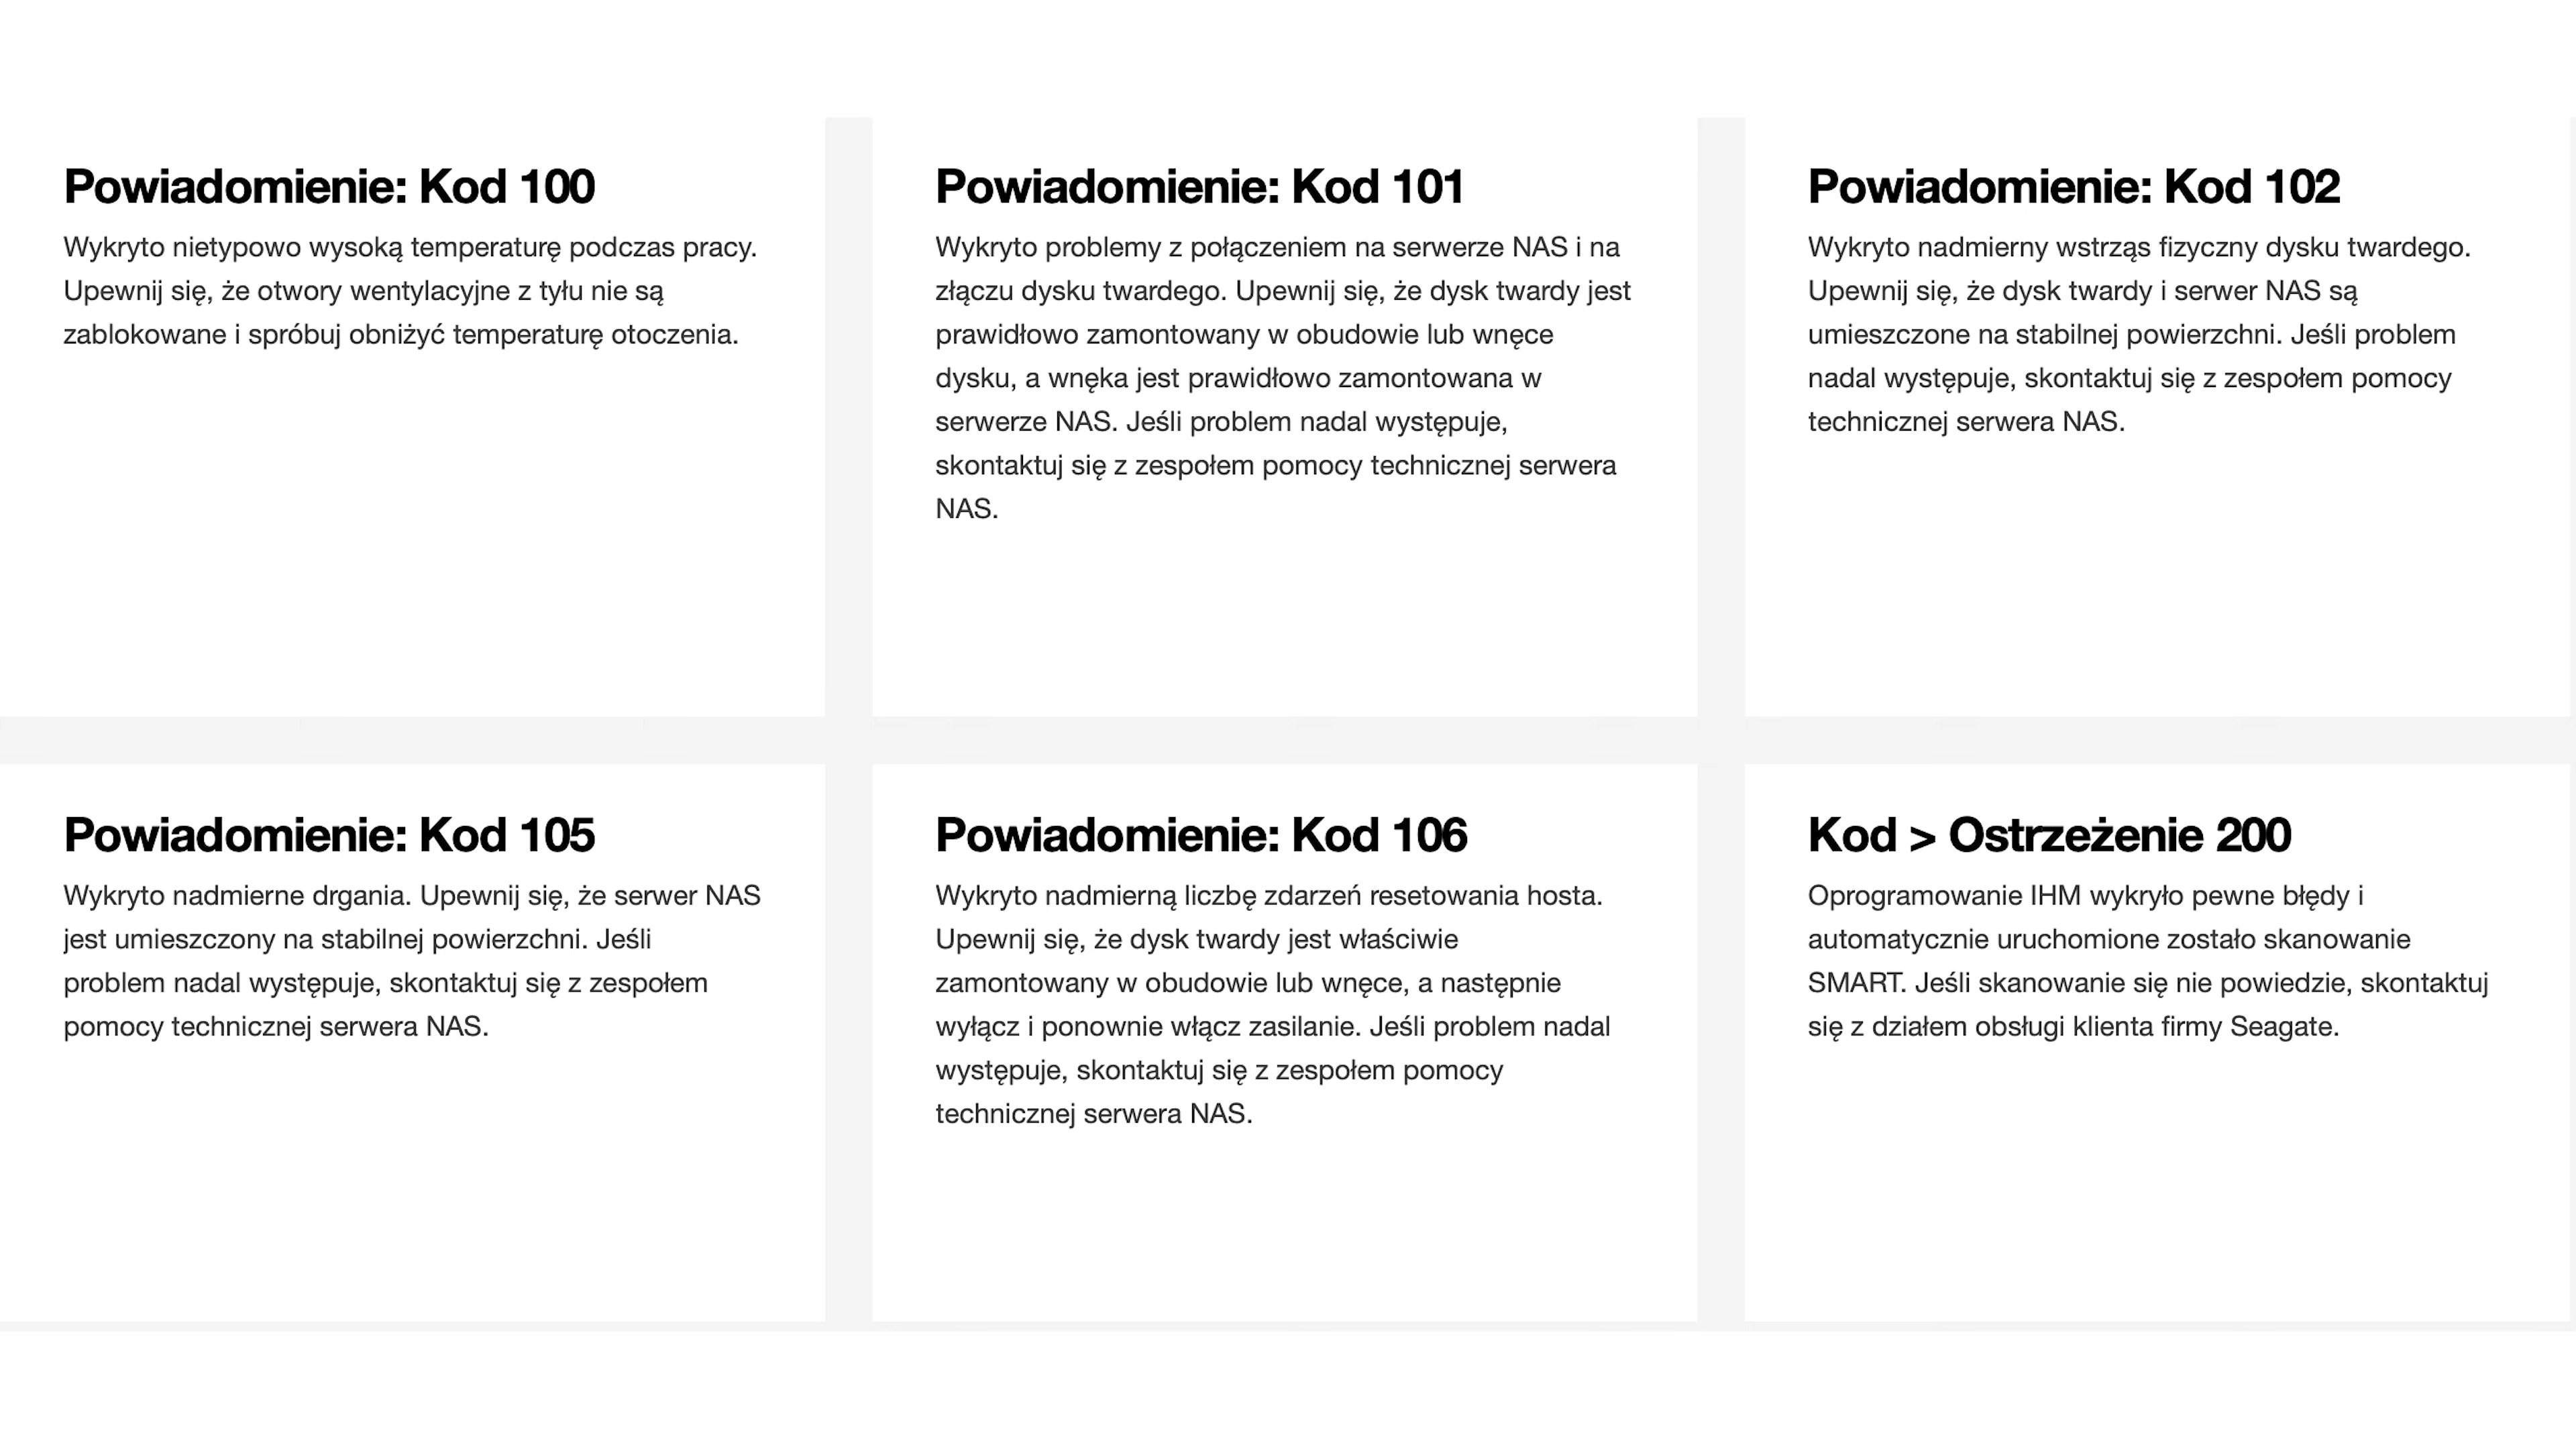 Powiadomienie: Kod 100
Wykryto nietypowo wysoką temperaturę podczas pracy.
Upewnij się, że otwory wentylacyjne z tyłu nie są
zablokowane i spróbuj obniżyć temperaturę otoczenia.
Powiadomienie: Kod 101
Wykryto problemy z połączeniem na serwerze NAS i na
złączu dysku twardego. Upewnij się, że dysk twardy jest
prawidłowo zamontowany w obudowie lub wnęce
dysku, a wnęka jest prawidłowo zamontowana w
serwerze NAS. Jeśli problem nadal występuje,
skontaktuj się z zespołem pomocy technicznej serwera
NAS.
Powiadomienie: Kod 102
Wykryto nadmierny wstrząs fizyczny dysku twardego.
Upewnij się, że dysk twardy i serwer NAS są
umieszczone na stabilnej powierzchni. Jeśli problem
nadal występuje, skontaktuj się z zespołem pomocy
technicznej serwera NAS.
Powiadomienie: Kod 105
Wykryto nadmierne drgania. Upewnij się, że serwer NAS
jest umieszczony na stabilnej powierzchni. Jeśli
problem nadal występuje, skontaktuj się z zespołem
pomocy technicznej serwera NAS.
Powiadomienie: Kod 106
Wykryto nadmierną liczbę zdarzeń resetowania hosta.
Upewnij się, że dysk twardy jest właściwie
zamontowany w obudowie lub wnęce, a następnie
wyłącz i ponownie włącz zasilanie. Jeśli problem nadal
występuje, skontaktuj się z zespołem pomocy
technicznej serwera NAS.
Kod > Ostrzeżenie 200
Oprogramowanie IHM wykryło pewne błędy i
automatycznie uruchomione zostało skanowanie
SMART. Jeśli skanowanie się nie powiedzie, skontaktuj
się z działem obsługi klienta firmy Seagate.